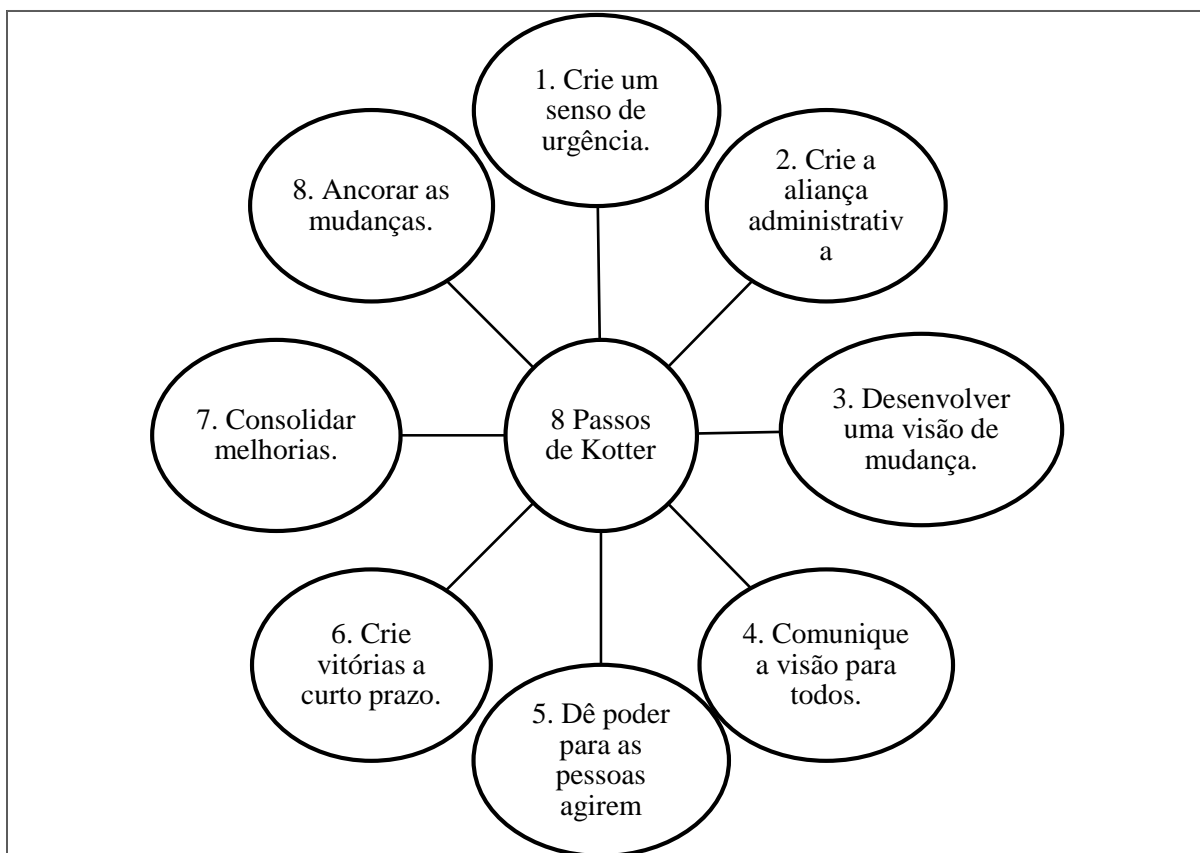 1. Crie um
senso de
urgência.
2. Crie a
aliança
administrativ
a
3. Desenvolver
uma visão de
mudança.
4. Comunique
a visão para
todos.
5. Dê poder
para as
pessoas
agirem
6. Crie
vitórias a
curto prazo.
7. Consolidar
melhorias.
8. Ancorar as
mudanças.
8 Passos
de Kotter